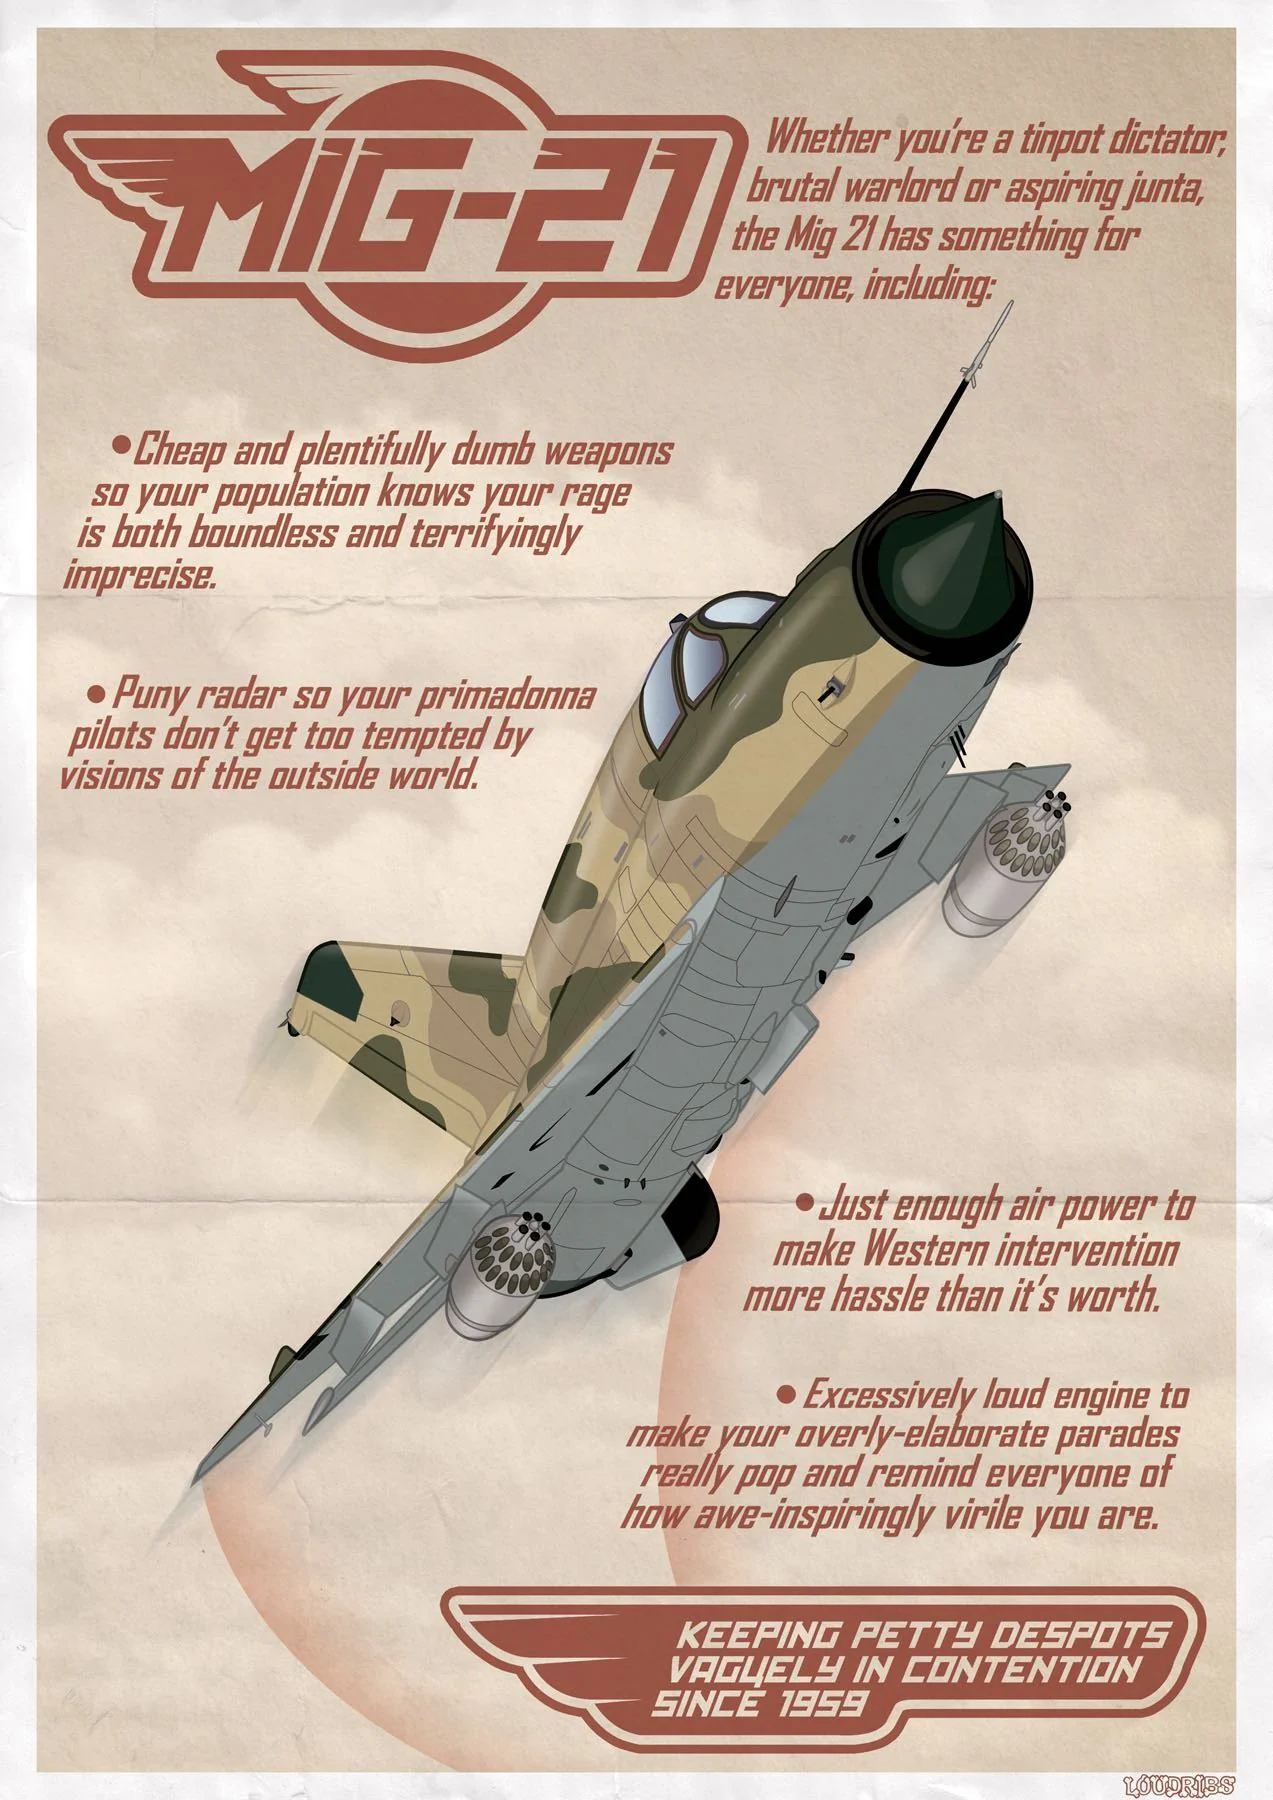 MIG-21
Whether you're a tinpot dictator,
brutal warlord or aspiring junta,
the Mig 21 has something for
everyone, including:
• Cheap and plentifully dumb weapons
so your population knows your rage
is both boundless and terrifyingly
imprecise.
• Puny radar so your primadonna
pilots don't get too tempted by
visions of the outside world.
• Just enough air power to
make Western intervention
more hassle than it's worth.
• Excessively loud engine to
make your overly-elaborate parades
really pop and remind everyone of
how awe-inspiringly virile you are.
KEEPING PETTY DESPOTS
VAGUELY IN CONTENTION
SINCE 1959
LOUDRIBS